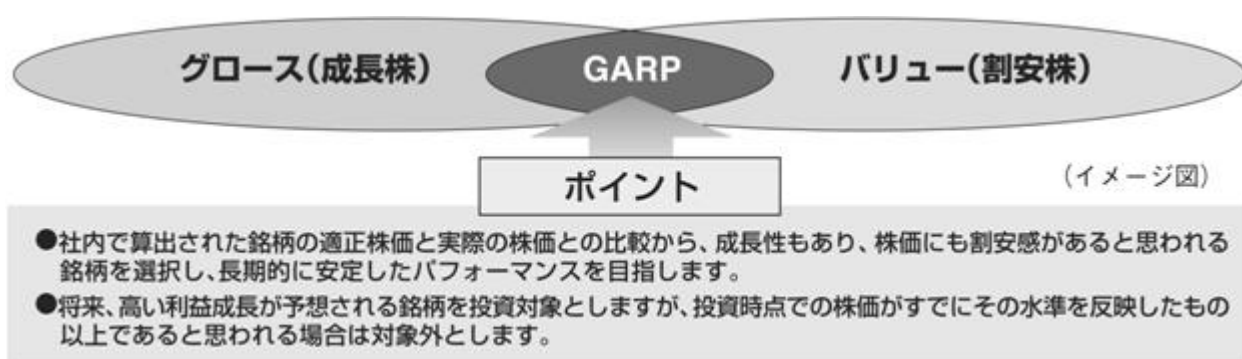 グロース(成長株)
GARP
バリュー(割安株)
ポイント
(イメージ図)
●社内で算出された銘柄の適正株価と実際の株価との比較から、成長性もあり、株価にも割安感があると思われる
銘柄を選択し、長期的に安定したパフォーマンスを目指します。
●将来、高い利益成長が予想される銘柄を投資対象としますが、投資時点での株価がすでにその水準を反映したもの
以上であると思われる場合は対象外とします。